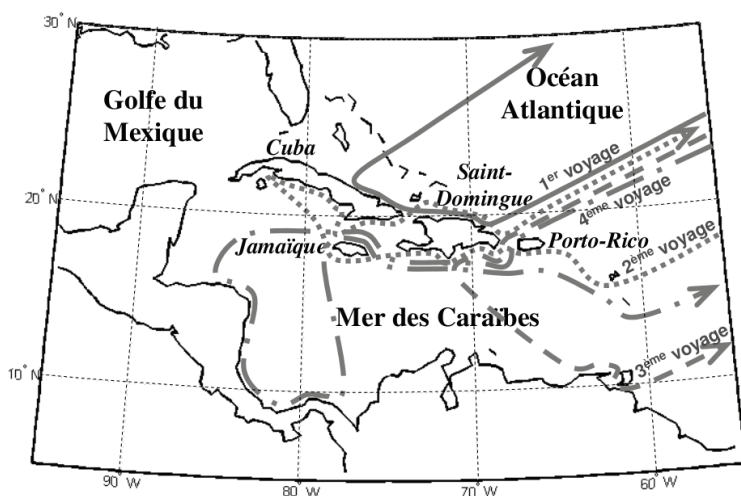 30° N
Océan
Atlantique
Golfe du
Mexique
Cuba
Saint-
Domingue
1er voyage
4ème voyage
20° N
Jamaïque
Porto-Rico
2ème voyage
Mer des Caraïbes
3ème voyage
10° N
90° W
80° W
70° W
60° W